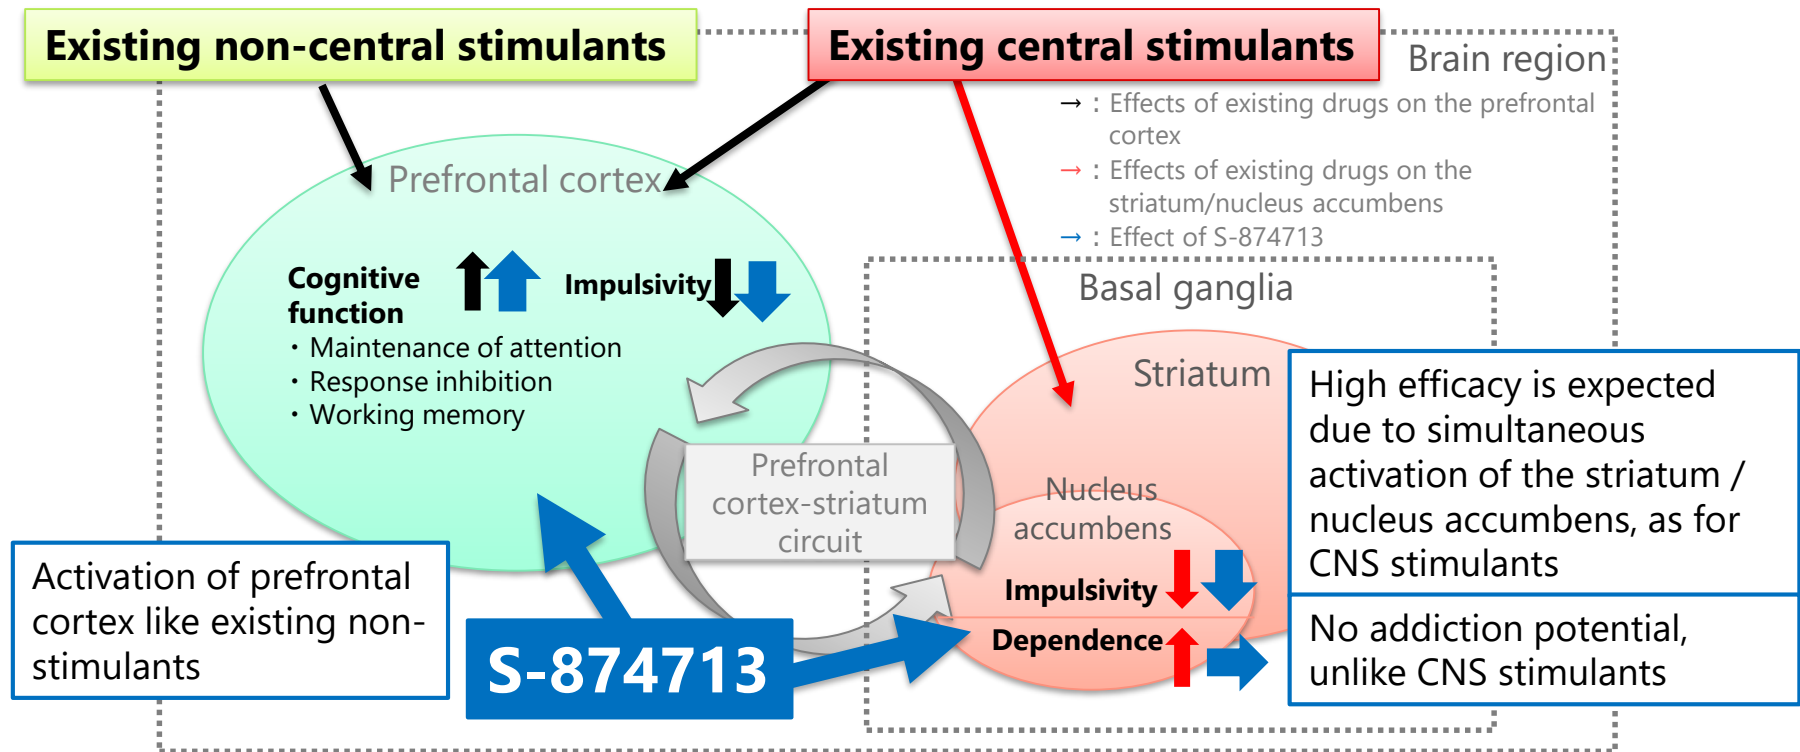 Existing non-central stimulants
Existing central stimulants
Brain region
→ : Effects of existing drugs on the prefrontal
cortex
→ : Effects of existing drugs on the
striatum/nucleus accumbens
→ : Effect of S-874713
Prefrontal cortex
Cognitive
function
Impulsivity
・Maintenance of attention
・Response inhibition
・Working memory
Basal ganglia
Striatum
Nucleus
accumbens
Impulsivity
Dependence
Prefrontal
cortex-striatum
circuit
High efficacy is expected
due to simultaneous
activation of the striatum /
nucleus accumbens, as for
CNS stimulants
No addiction potential,
unlike CNS stimulants
Activation of prefrontal
cortex like existing non-
stimulants
S-874713